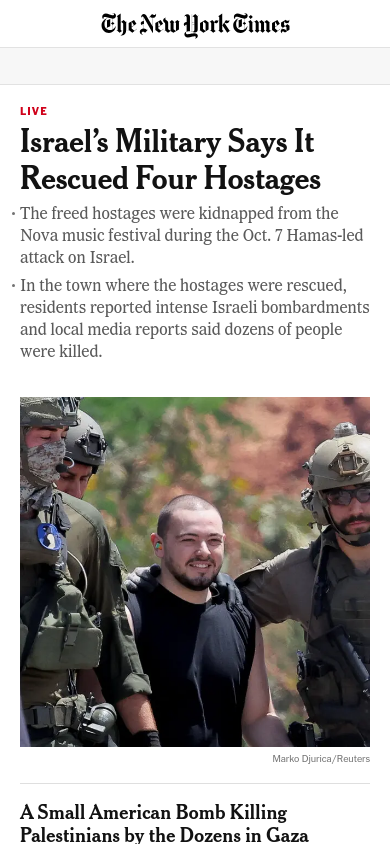 The New York Times
LIVE
Israel’s Military Says It
Rescued Four Hostages
· The freed hostages were kidnapped from the
Nova music festival during the Oct. 7 Hamas-led
attack on Israel.
· In the town where the hostages were rescued,
residents reported intense Israeli bombardments
and local media reports said dozens of people
were killed.
Marko Djurica/Reuters
A Small American Bomb Killing
Palestinians by the Dozens in Gaza